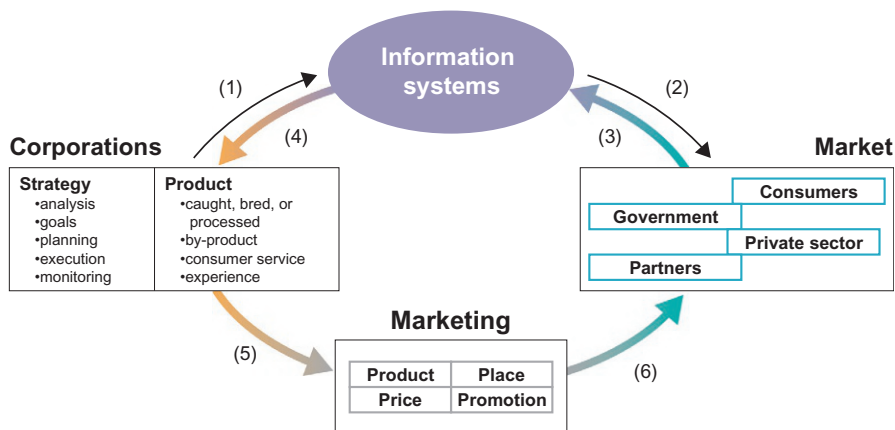 Information
systems
(1)
(2)
(4)
(3)
Corporations
Market
Strategy
•analysis
•goals
•planning
•execution
•monitoring
Product
•caught, bred, or
processed
•by-product
•consumer service
•experience
Consumers
Government
Private sector
Partners
Marketing
(5)
(6)
Product
Place
Price
Promotion